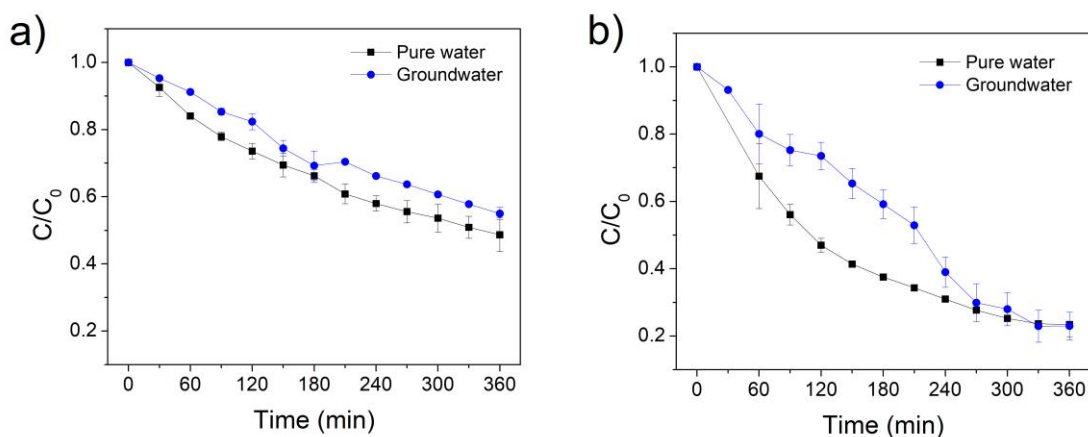 a)
Pure water
Groundwater
1.0
0.8
0.6
0.4
0.2
C/C₀
0 60 120 180 240 300 360
Time (min)
b)
Pure water
Groundwater
1.0
0.8
0.6
0.4
0.2
C/C₀
0 60 120 180 240 300 360
Time (min)